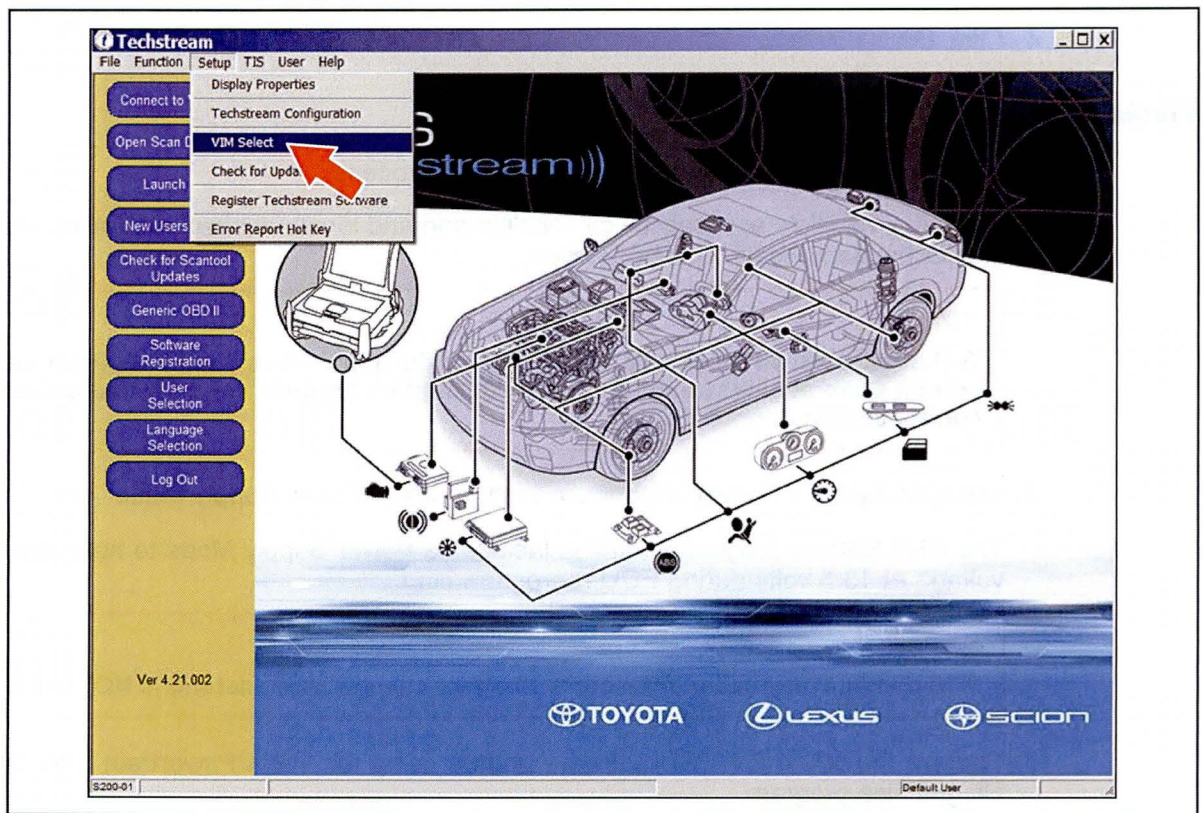 Techstream
File Function Setup TIS User Help
Display Properties
Techstream Configuration
VIM Select
Check for
Register Techstream
Error Report Hot Key
Connect to
Open Scan
Launch
New Users
Check for Scantool
Updates
Generic OBD II
Software
Registration
User
Selection
Language
Selection
Log Out
S
stream
ABS
Ver 4.21.002
TOYOTA
LEXUS
SCION
S200-01
Default User